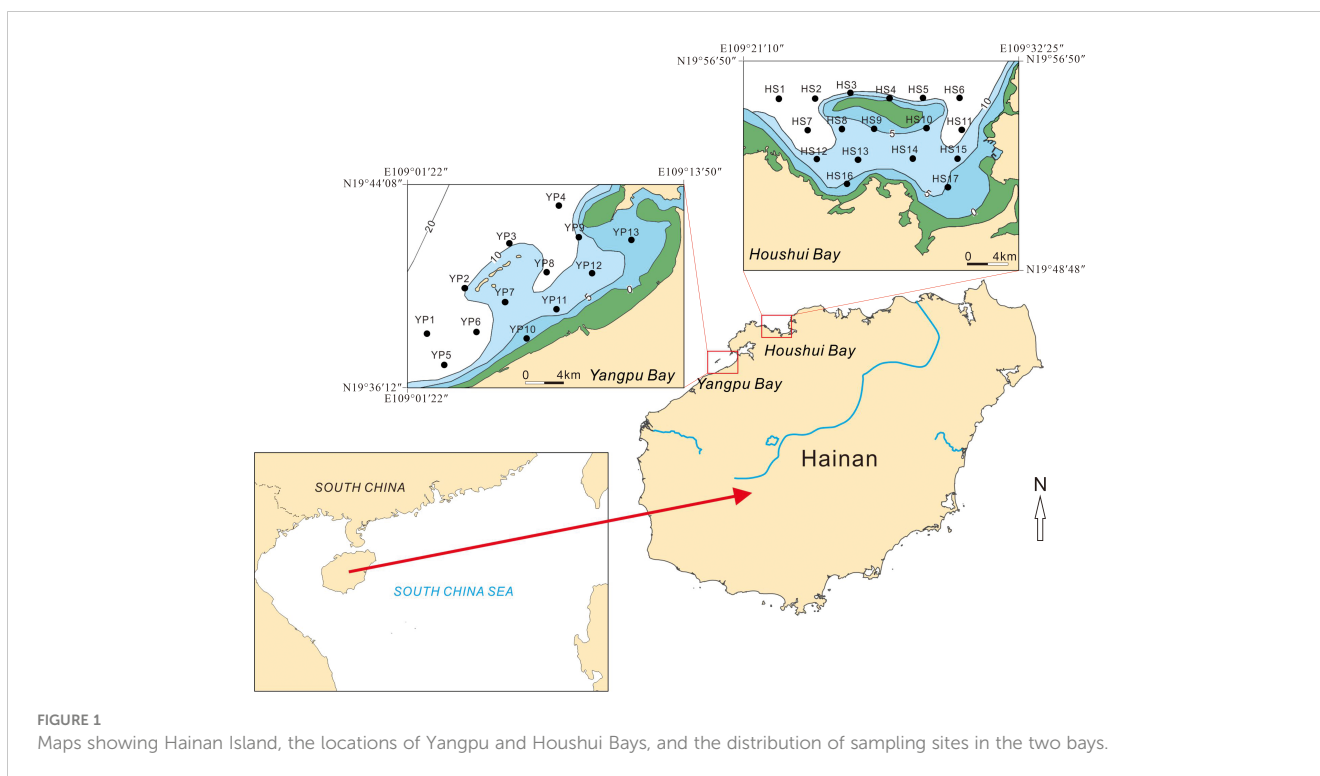 E109°21′10″
E109°32′25″
N19°56′50″
N19°56′50″
HS1
HS2
HS3
HS4
HS5
HS6
10
HS7
HS8
HS9
HS10
HS11
5
HS12
HS13
HS14
HS15
HS16
HS17
5
0
Houshui Bay
0 4km
N19°48′48″
E109°01′22″
E109°13′50″
N19°44′08″
20
YP4
YP3
YP9
YP13
10
YP8
YP12
YP2
YP7
5
0
YP11
YP1
YP6
YP10
YP5
0 4km
Yangpu Bay
N19°36′12″
E109°01′22″
Houshui Bay
Yangpu Bay
Hainan
N
SOUTH CHINA
SOUTH CHINA SEA
FIGURE 1
Maps showing Hainan Island, the locations of Yangpu and Houshui Bays, and the distribution of sampling sites in the two bays.